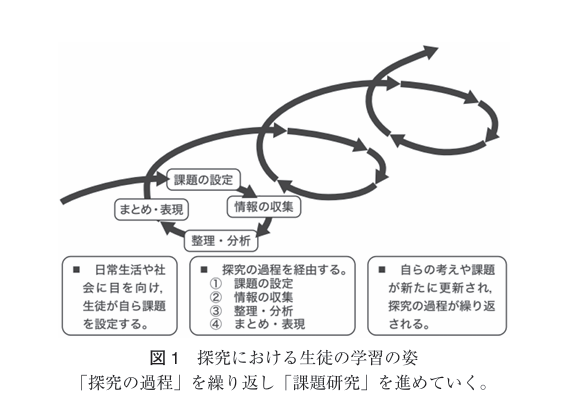 課題の設定
情報の収集
まとめ・表現
整理・分析
■ 日常生活や社
会に目を向け,
生徒が自ら課題
を設定する。
■ 探究の過程を経由する。
① 課題の設定
② 情報の収集
③ 整理・分析
④ まとめ・表現
■ 自らの考えや課題
が新たに更新され,
探究の過程が繰り返
される。
図1 探究における生徒の学習の姿
「探究の過程」を繰り返し「課題研究」を進めていく。